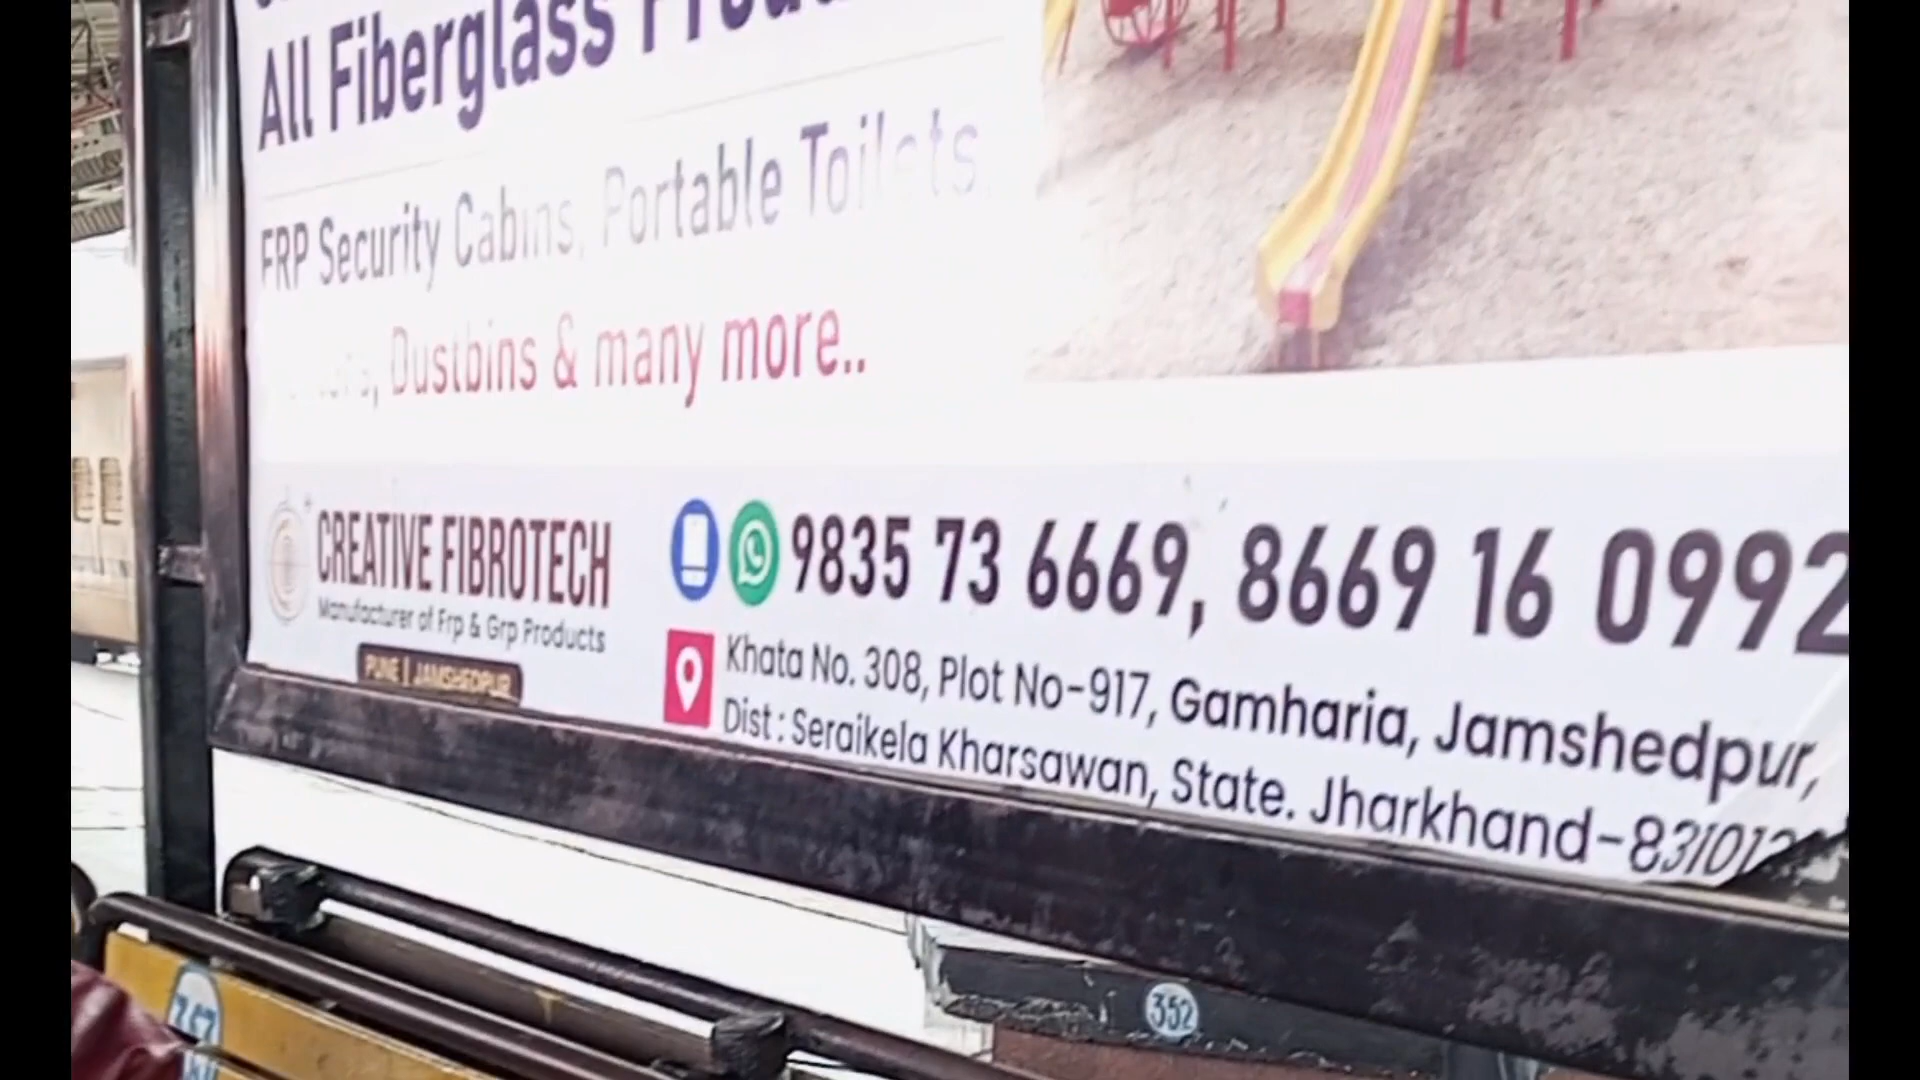 All Fiberglass
FRP Security Cabins, Portable Toilets,
Dustbins & many more..
CREATIVE FIBROTECH
Manufacturer of Frp & Grp Products
PUNE | JAMSHEDPUR
9835 73 6669, 8669 16 0992
Khata No. 308, Plot No-917, Gamharia, Jamshedpur,
Dist : Seraikela Kharsawan, State. Jharkhand-
352